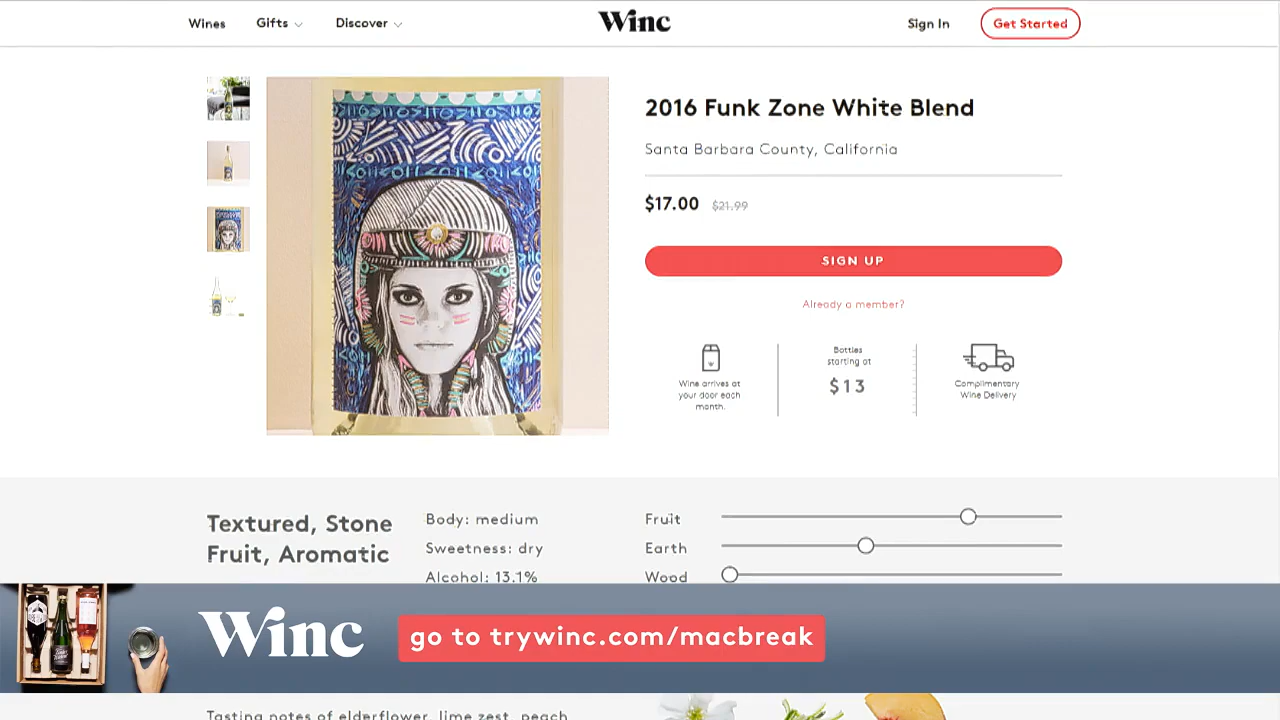 Wines
Gifts
Discover
Winc
Sign In
Get Started
2016 Funk Zone White Blend
Santa Barbara County, California
$17.00 $21.99
SIGN UP
Already a member?
Wine arrives at
your door each
month.
Bottles
starting at
$13
Complimentary
Wine Delivery
Textured, Stone
Fruit, Aromatic
Body: medium
Sweetness: dry
Alcohol: 13.1%
Fruit
Earth
Wood
Winc
go to trywinc.com/macbreak
Tasting notes of elderflower, lime zest, peach